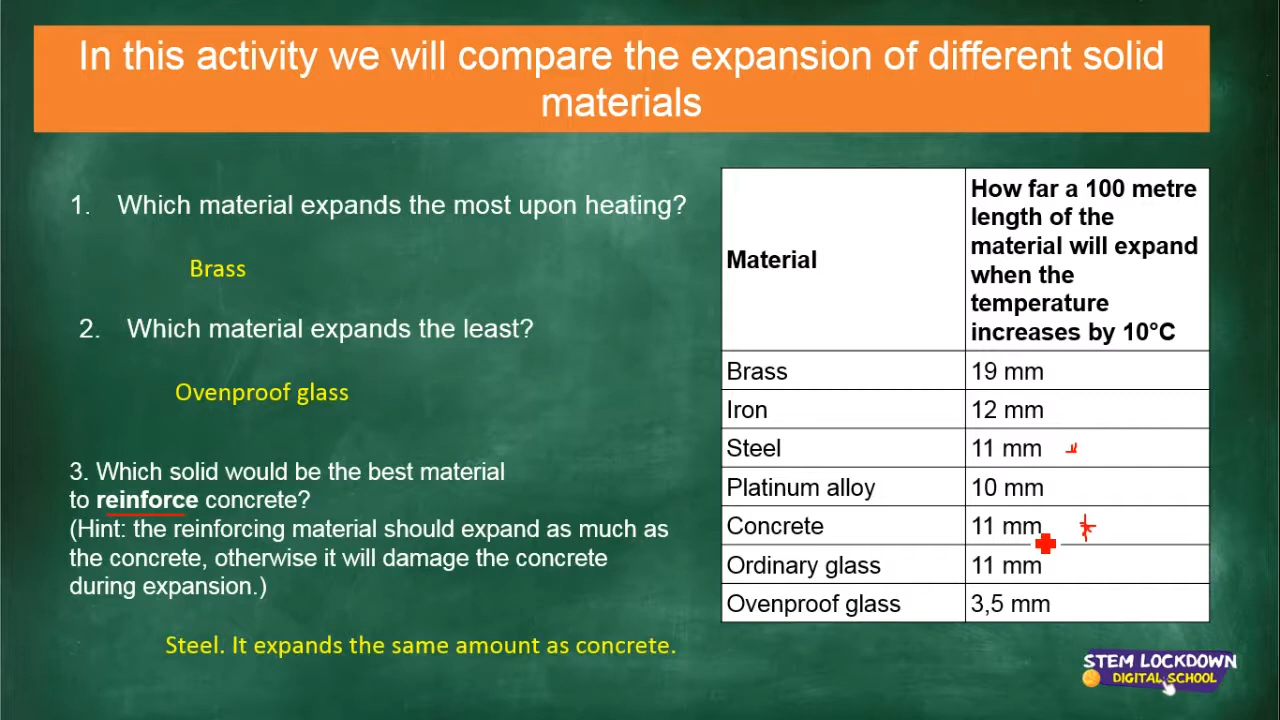 In this activity we will compare the expansion of different solid
materials
1. Which material expands the most upon heating?
Brass
2. Which material expands the least?
Ovenproof glass
3. Which solid would be the best material
to reinforce concrete?
(Hint: the reinforcing material should expand as much as
the concrete, otherwise it will damage the concrete
during expansion.)
Steel. It expands the same amount as concrete.
Material
How far a 100 metre
length of the
material will expand
when the
temperature
increases by 10°C
Brass 19 mm
Iron 12 mm
Steel 11 mm
Platinum alloy 10 mm
Concrete 11 mm
Ordinary glass 11 mm
Ovenproof glass 3,5 mm
STEM LOCKDOWN
DIGITAL SCHOOL